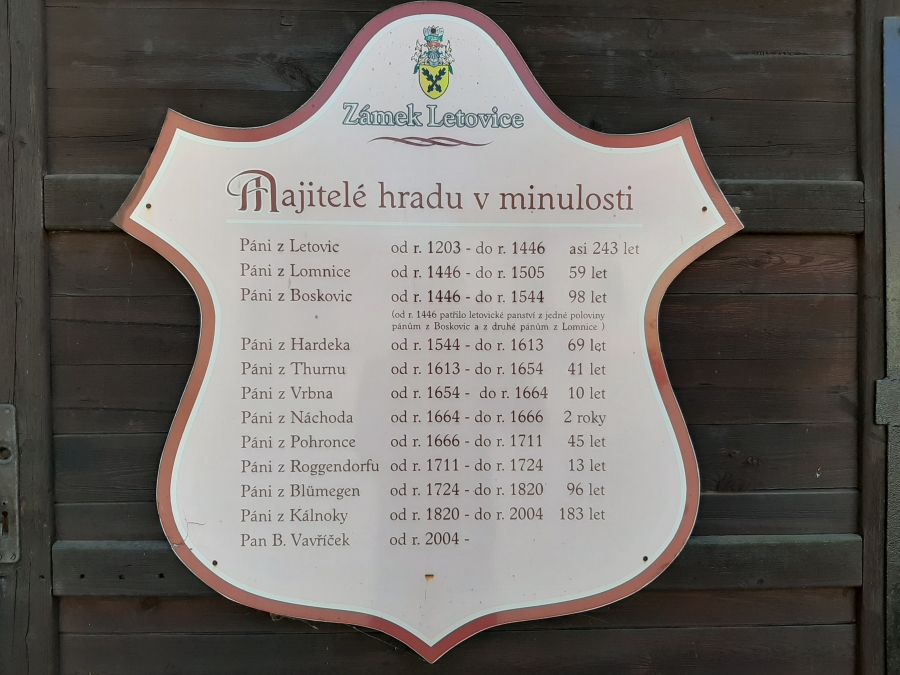 Zámek Letovice
Majitelé hradu v minulosti
Páni z Letovic od r. 1203 - do r. 1446 asi 243 let
Páni z Lomnice od r. 1446 - do r. 1505 59 let
Páni z Boskovic od r. 1446 - do r. 1544 98 let
(od r. 1446 patřilo letovické panství z jedné poloviny
pánům z Boskovic a z druhé pánům z Lomnice )
Páni z Hardeka od r. 1544 - do r. 1613 69 let
Páni z Thurnu od r. 1613 - do r. 1654 41 let
Páni z Vrbna od r. 1654 - do r. 1664 10 let
Páni z Náchoda od r. 1664 - do r. 1666 2 roky
Páni z Pohronce od r. 1666 - do r. 1711 45 let
Páni z Roggendorfu od r. 1711 - do r. 1724 13 let
Páni z Blümegen od r. 1724 - do r. 1820 96 let
Páni z Kálnoky od r. 1820 - do r. 2004 183 let
Pan B. Vavříček od r. 2004 -